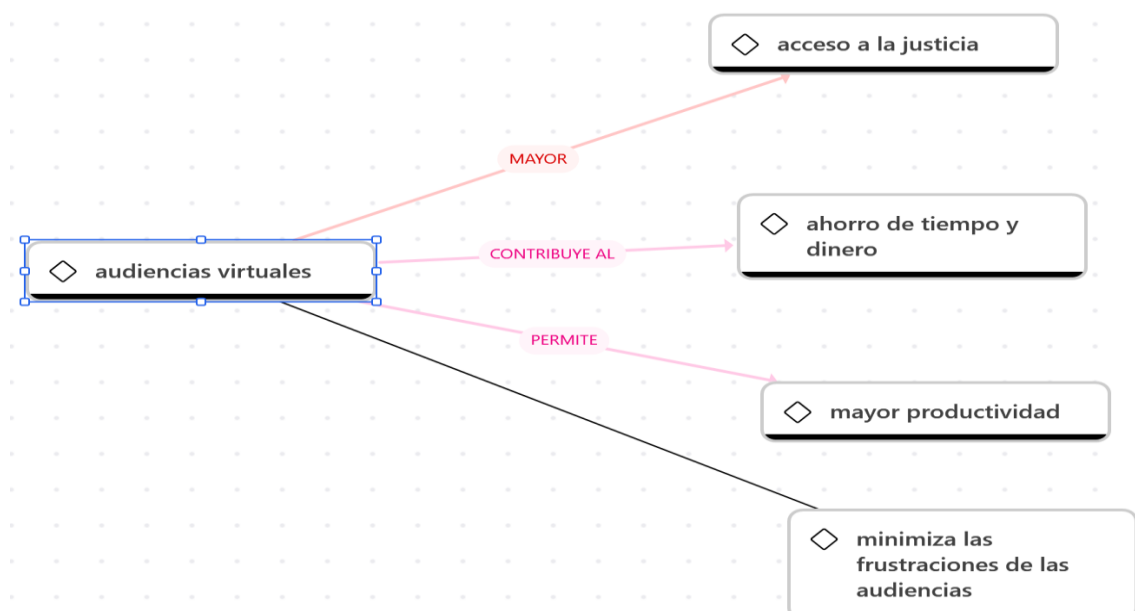 acceso a la justicia
MAYOR
ahorro de tiempo y
dinero
CONTRIBUYE AL
audiencias virtuales
PERMITE
mayor productividad
minimiza las
frustraciones de las
audiencias